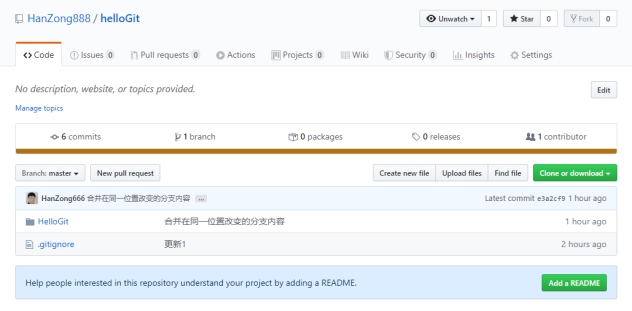 HanZong888 / helloGit
Unwatch 1 Star 0 Fork 0
Code Issues 0 Pull requests 0 Actions Projects 0 Wiki Security 0 Insights Settings
No description, website, or topics provided. Edit
Manage topics
6 commits 1 branch 0 packages 0 releases 1 contributor
Branch: master New pull request Create new file Upload files Find file Clone or download
HanZong666 合并在同一位置改变的分支内容 ... Latest commit e3a2cf9 1 hour ago
HelloGit 合并在同一位置改变的分支内容 1 hour ago
.gitignore 更新1 2 hours ago
Help people interested in this repository understand your project by adding a README. Add a README